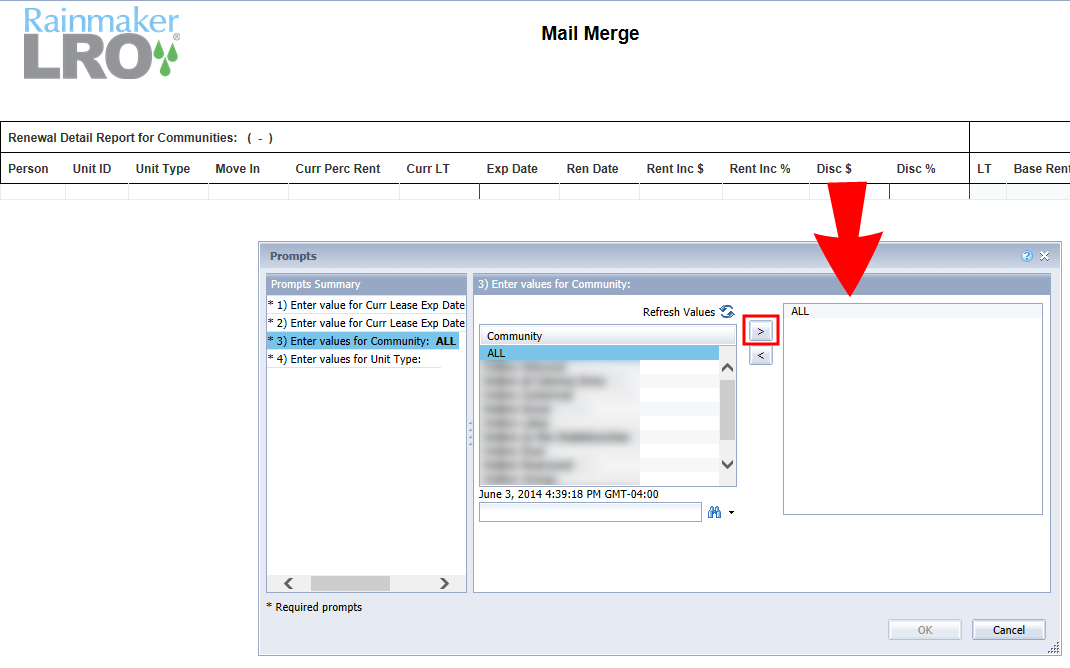 Rainmaker
LRO®
Mail Merge
Renewal Detail Report for Communities: ( - )
Person Unit ID Unit Type Move In Curr Perc Rent Curr LT Exp Date Ren Date Rent Inc $ Rent Inc % Disc $ Disc % LT Base Rent
Prompts
Prompts Summary
* 1) Enter value for Curr Lease Exp Date
* 2) Enter value for Curr Lease Exp Date
* 3) Enter values for Community: ALL
* 4) Enter values for Unit Type:
3) Enter values for Community:
Refresh Values
Community
ALL
June 3, 2014 4:39:18 PM GMT-04:00
>
<
ALL
* Required prompts
OK Cancel